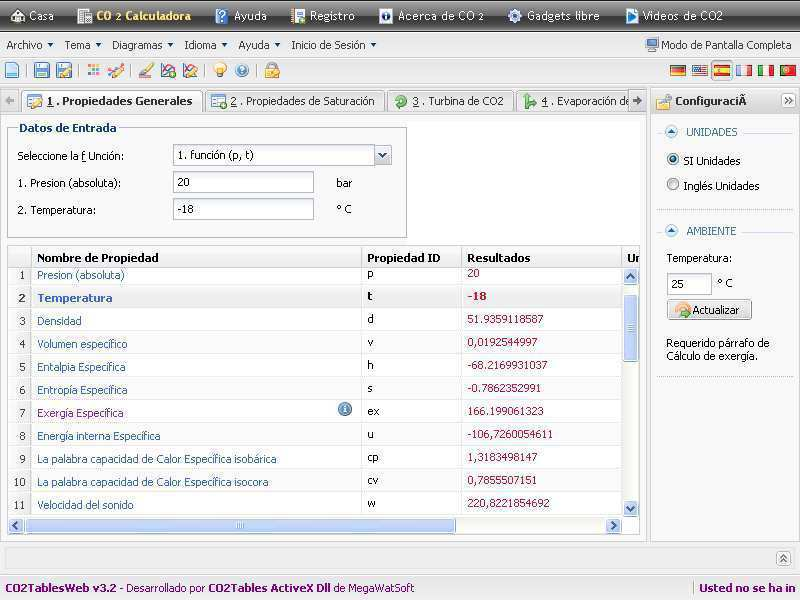 Casa CO 2 Calculadora Ayuda Registro Acerca de CO 2 Gadgets libre Videos de CO2
Archivo Tema Diagramas Idioma Ayuda Inicio de Sesión Modo de Pantalla Completa
1. Propiedades Generales 2. Propiedades de Saturación 3. Turbina de CO2 4. Evaporación de
Datos de Entrada
Seleccione la f Unción: 1. función (p, t)
1. Presion (absoluta): 20 bar
2. Temperatura: -18 ° C
Nombre de Propiedad Propiedad ID Resultados Un
1 Presion (absoluta) p 20
2 Temperatura t -18
3 Densidad d 51.9359118587
4 Volumen específico v 0,0192544997
5 Entalpia Específica h -68.2169931037
6 Entropía Específica s -0.7862352991
7 Exergía Específica ex 166.199061323
8 Energía interna Específica u -106,7260054611
9 La palabra capacidad de Calor Específica isobárica cp 1,3183498147
10 La palabra capacidad de Calor Específica isocora cv 0,7855507151
11 Velocidad del sonido w 220,8221854692
ConfiguraciÃ
UNIDADES
SI Unidades
Inglés Unidades
AMBIENTE
Temperatura:
25 ° C
Actualizar
Requerido párrafo de
Cálculo de exergía.
CO2TablesWeb v3.2 - Desarrollado por CO2Tables ActiveX Dll de MegaWatSoft Usted no se ha in